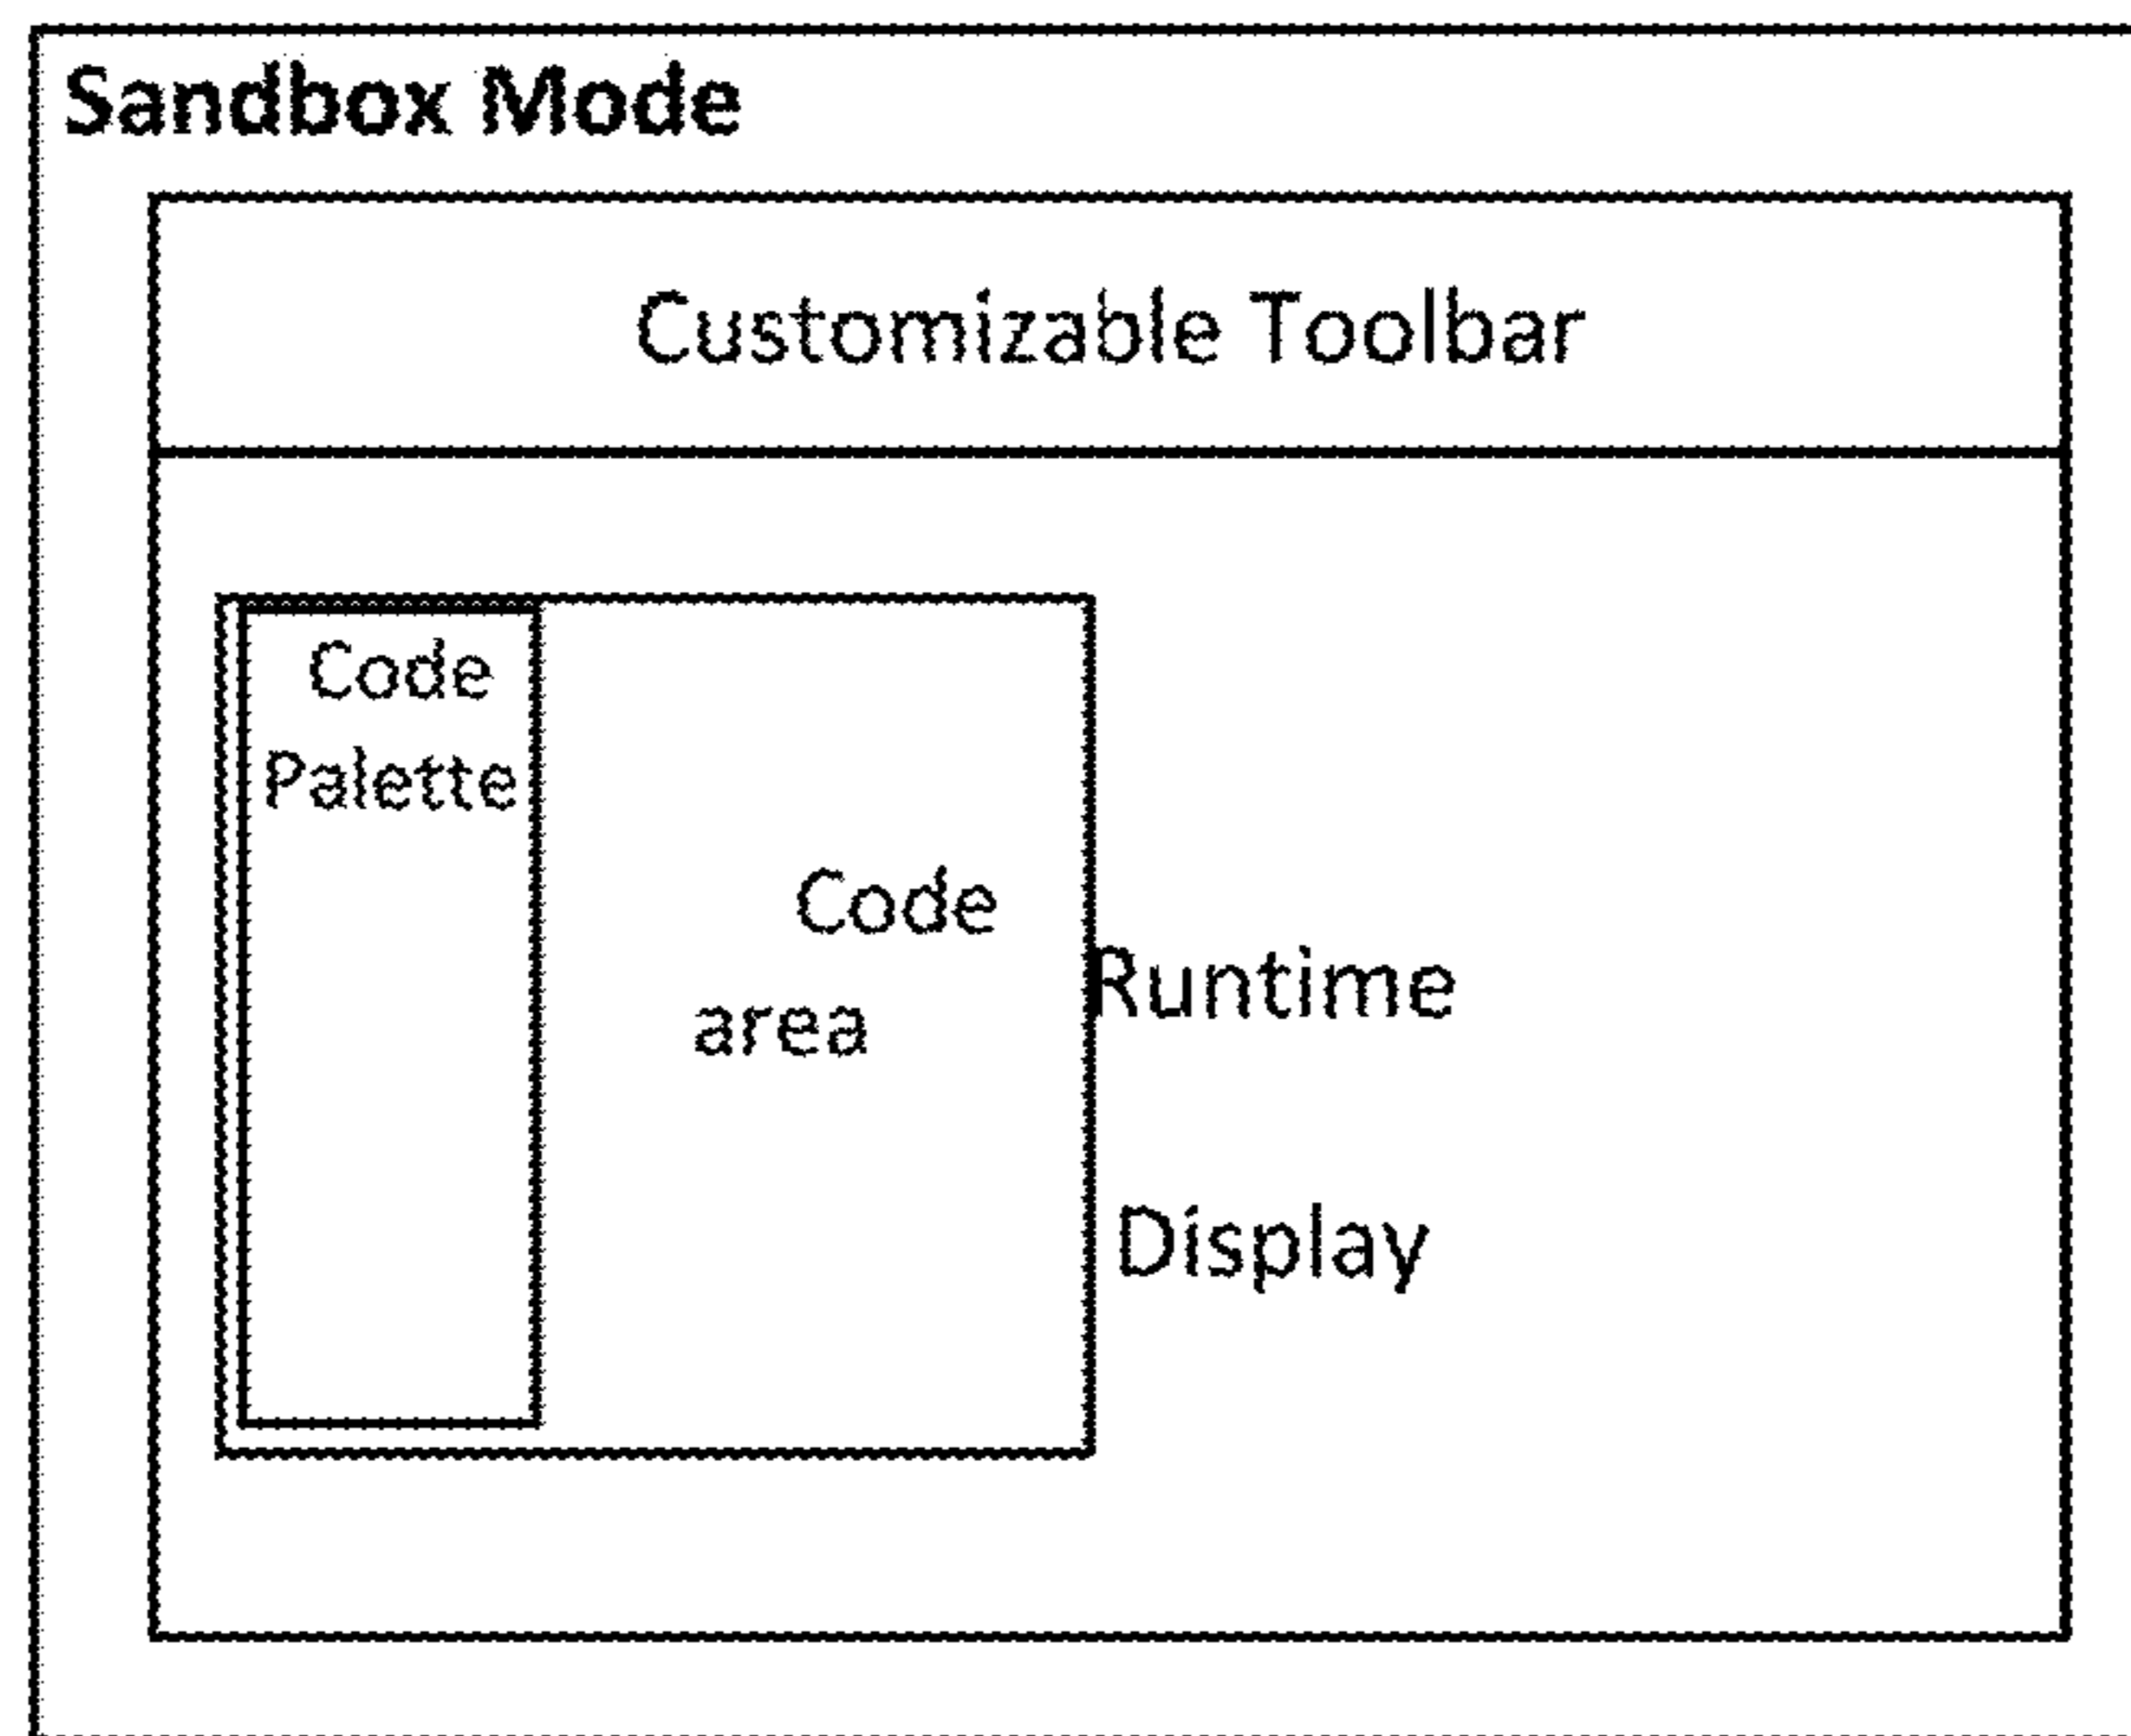 Sandbox Mode
Customizable Toolbar
Code
Palette
Code
area
Runtime
Display